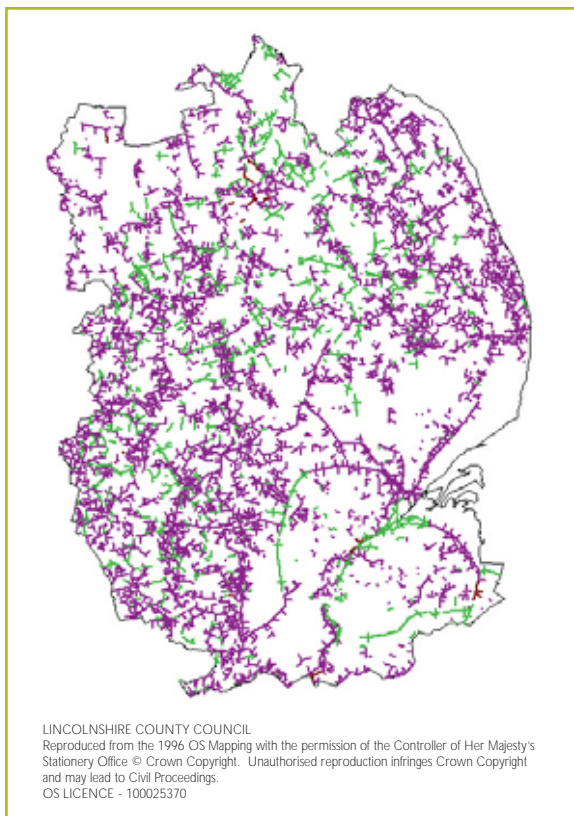 LINCOLNSHIRE COUNTY COUNCIL
Reproduced from the 1996 OS Mapping with the permission of the Controller of Her Majesty's
Stationery Office © Crown Copyright. Unauthorised reproduction infringes Crown Copyright
and may lead to Civil Proceedings.
OS LICENCE - 100025370